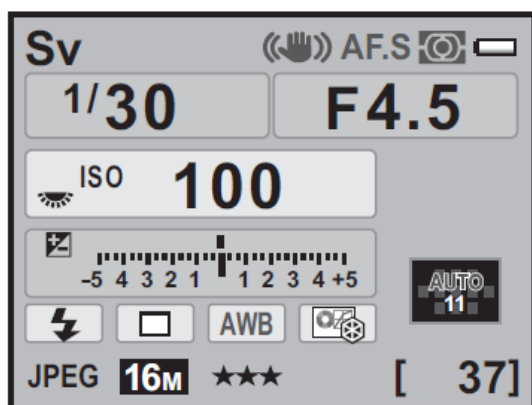 Sv AF.S
1/30 F4.5
ISO 100
-5 4 3 2 1 1 2 3 4 +5
AUTO
11
AWB
JPEG 16M ★★★ [ 37]